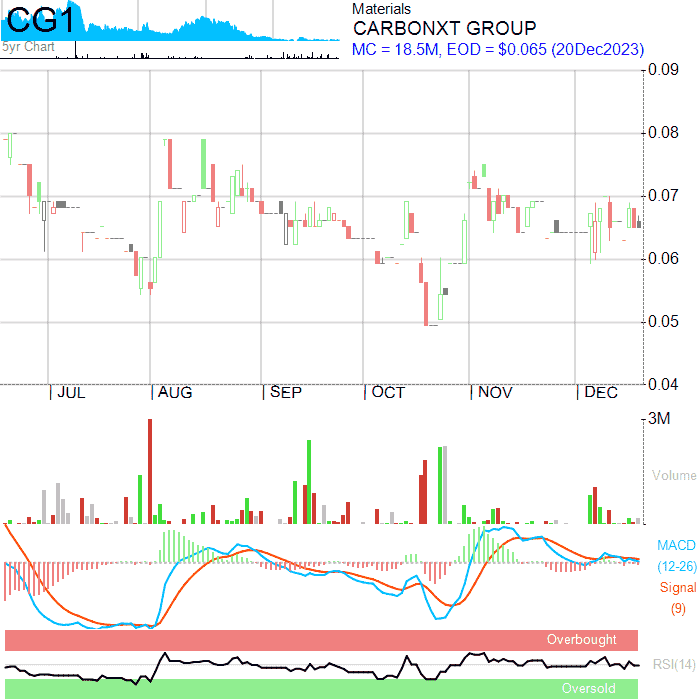 CG1
5yr Chart
Materials
CARBONXT GROUP
MC = 18.5M, EOD = $0.065 (20Dec2023)
0.09
0.08
0.07
0.06
0.05
0.04
JUL AUG SEP OCT NOV DEC
3M
Volume
MACD
(12-26)
Signal
(9)
Overbought
RSI(14)
Oversold